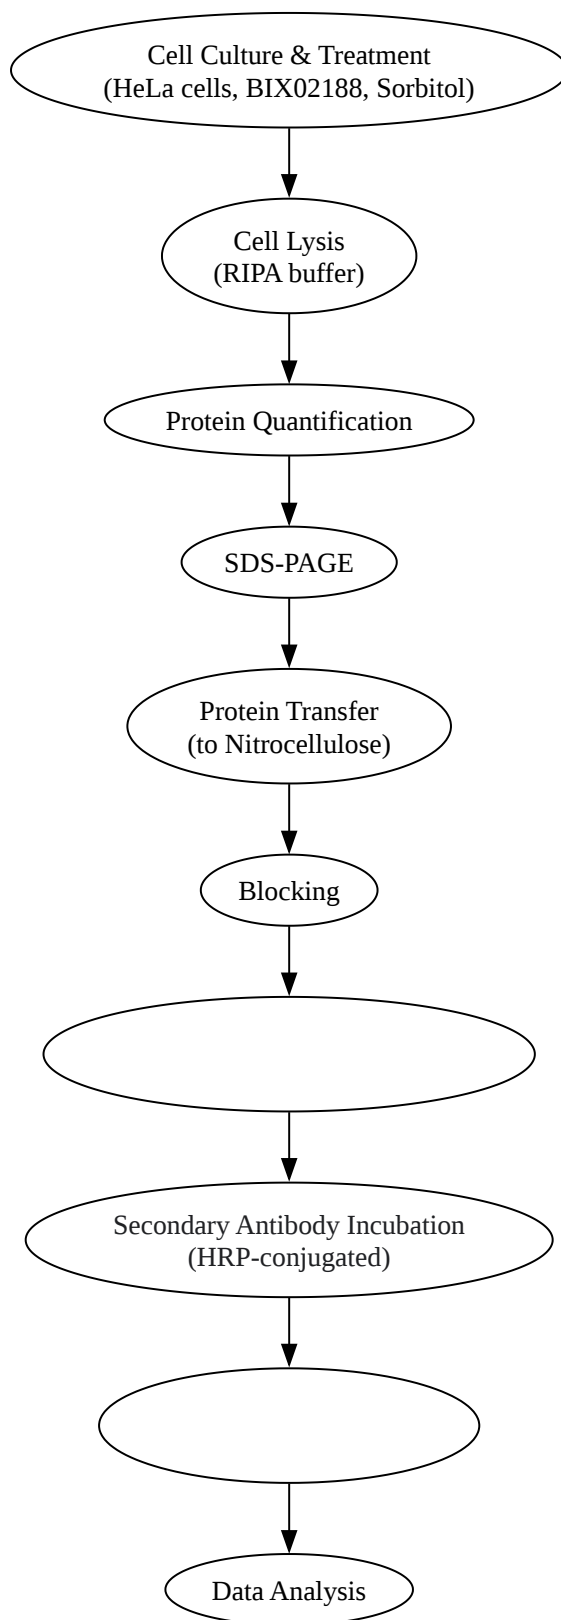 Cell Culture & Treatment
(HeLa cells, BIX02188, Sorbitol)
Cell Lysis
(RIPA buffer)
Protein Quantification
SDS-PAGE
Protein Transfer
(to Nitrocellulose)
Blocking
Secondary Antibody Incubation
(HRP-conjugated)
Data Analysis